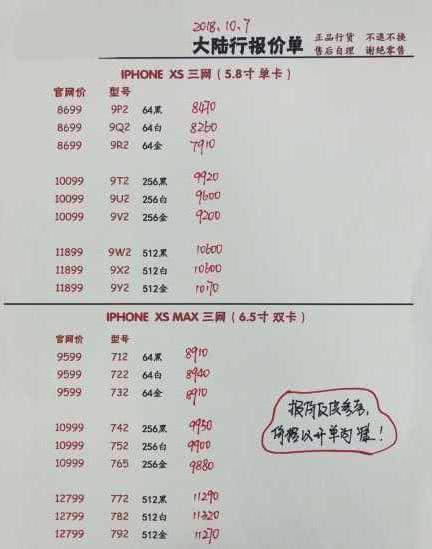 2018.10.7
大陆行报价单 正品行货 不退不换
售后自理 谢绝零售
IPHONE XS 三网（5.8寸 单卡）
官网价 型号
8699 9P2 64黑 8470
8699 9Q2 64白 8260
8699 9R2 64金 7910
10099 9T2 256黑 9920
10099 9U2 256白 9600
10099 9V2 256金 9200
11899 9W2 512黑 10600
11899 9X2 512白 10600
11899 9Y2 512金 10170
IPHONE XS MAX 三网（6.5寸 双卡）
官网价 型号
9599 712 64黑 8910
9599 722 64白 8940
9599 732 64金 8910
10999 742 256黑 9950
10999 752 256白 9900
10999 765 256金 9880
12799 772 512黑 11290
12799 782 512白 11320
12799 792 512金 11270
报价仅供参考，
价格以开单为准！